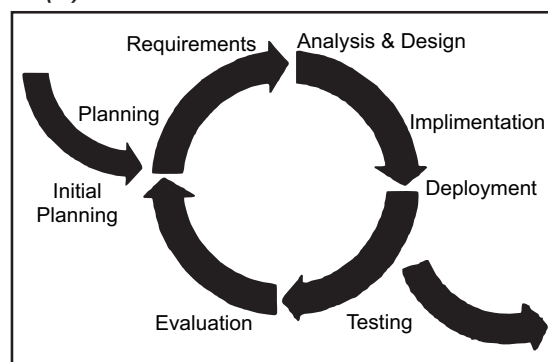 Requirements
Analysis & Design
Planning
Implimentation
Initial
Planning
Deployment
Evaluation
Testing